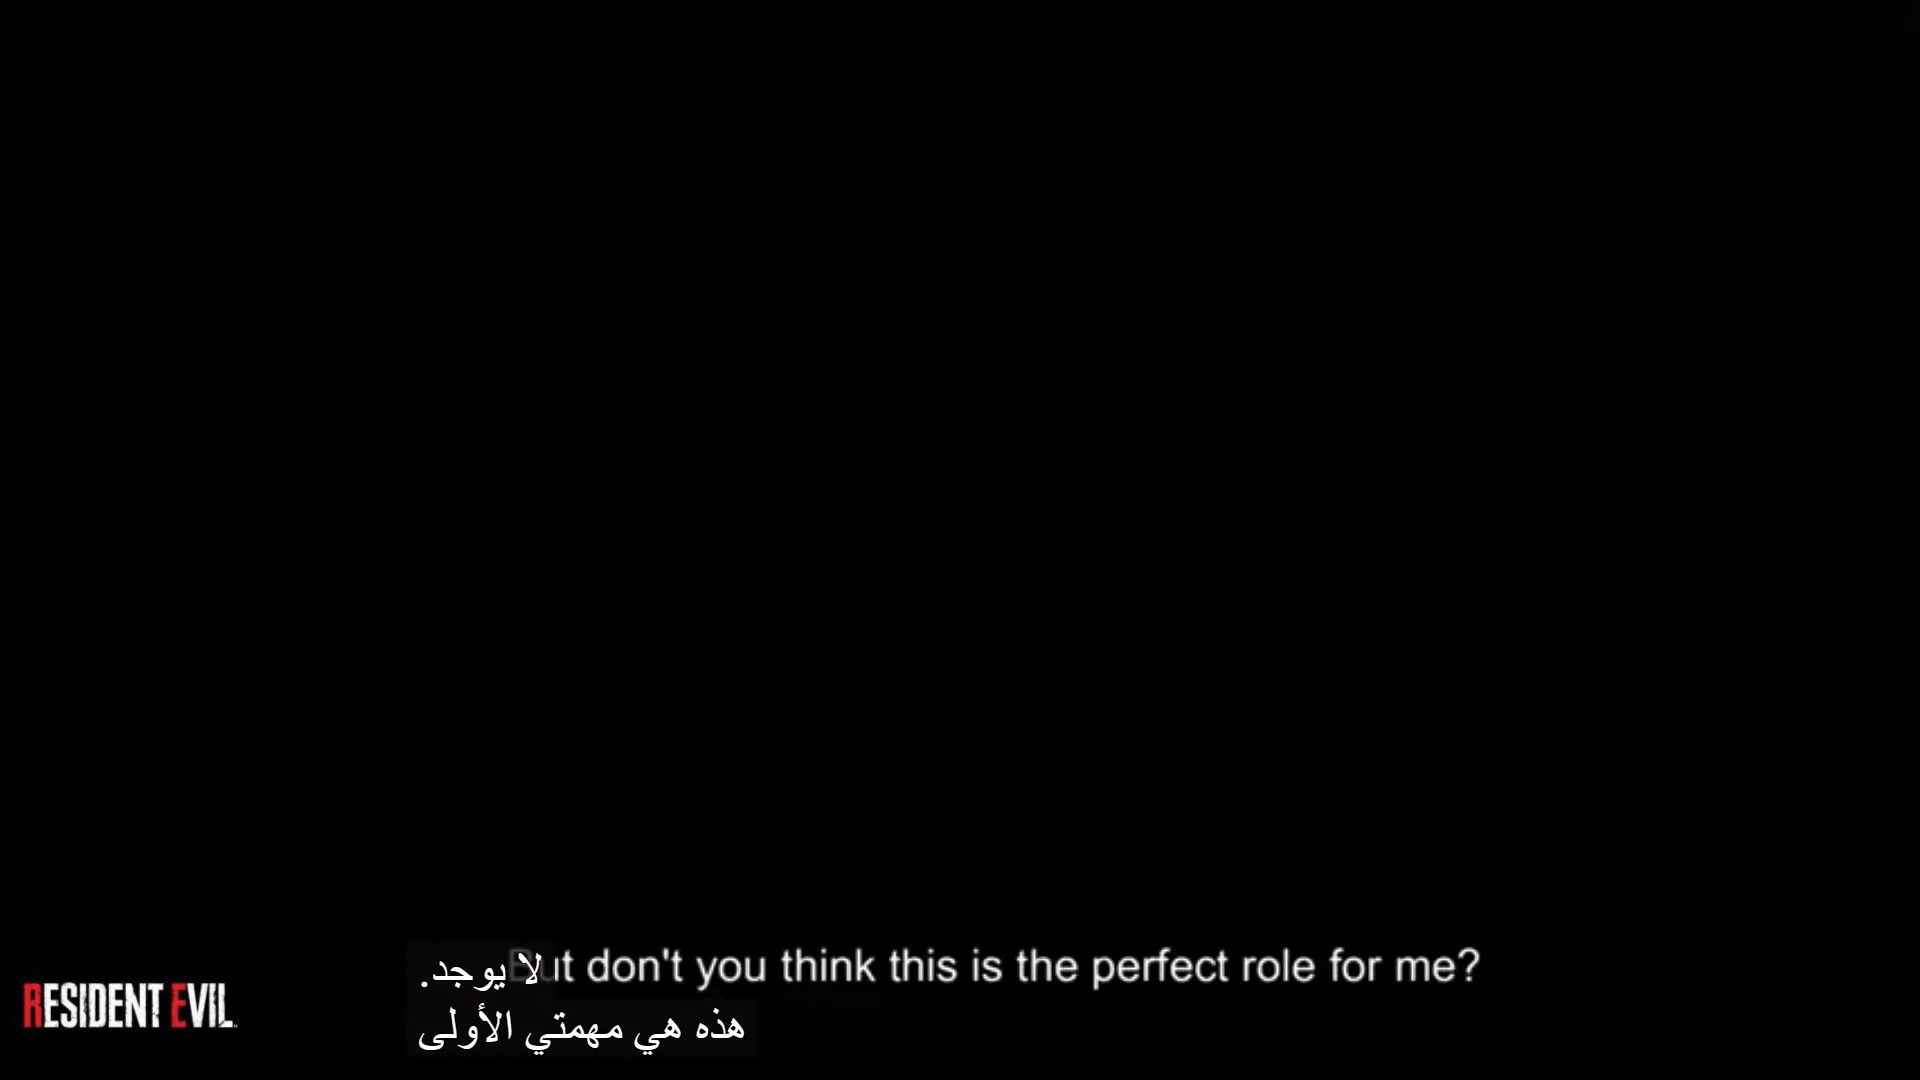 But don't you think this is the perfect role for me?
لا يوجد.
هذه هي مهمتي الأولى
RESIDENT EVIL